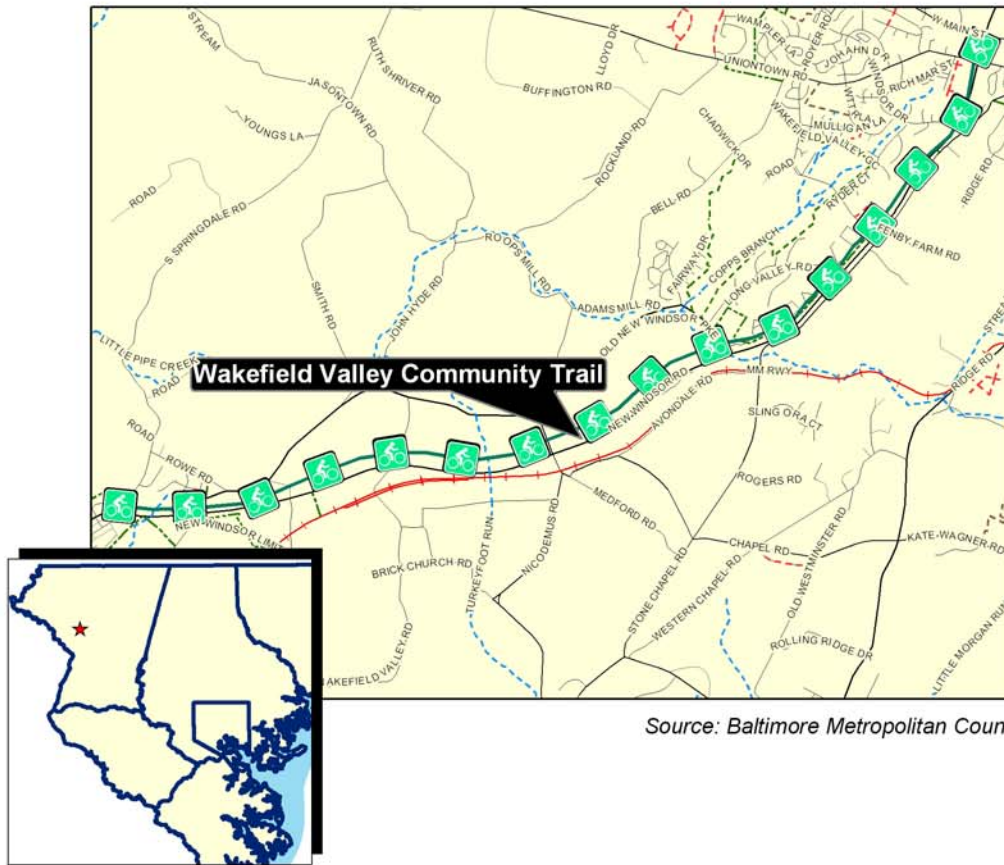 W MAIN ST
WAMPLER LA
ROYER RD
JOHAHN DR
STREAM
RUTH SHRIVER RD
LLOYD DR
UNIONTOWN RD
WINDSOR DR
RICH MAR ST
JASONTOWN RD
BUFFINGTON RD
MULLIGAN LA
WAKEFIELD VALLEY GC
YOUNGS LA
ROCKLAND RD
CHADWICK DR
ROAD
RIDGE RD
ROAD
BELL RD
RYDER CT
S SPRINGDALE RD
FENBY FARM RD
ROOPS MILL RD
COPPS BRANCH
FAIRWAY DR
LONG VALLEY RD
SMITH RD
JOHN HYDE RD
ADAMS MILL RD
OLD NEW WINDSOR PKE
LITTLE PIPE CREEK
ROAD
Wakefield Valley Community Trail
MM RWY
RIDGE RD
NEW WINDSOR RD
AVONDALE RD
SLING ORA CT
ROAD
ROWE RD
ROGERS RD
MEDFORD RD
NEW WINDSOR LIMIT
CHAPEL RD
KATE WAGNER RD
BRICK CHURCH RD
TURKEYFOOT RUN
NICODEMUS RD
STONE CHAPEL RD
WESTERN CHAPEL RD
OLD WESTMINSTER RD
ROLLING RIDGE DR
LITTLE MORGAN RUN
AKEFIELD VALLEY RD
Source: Baltimore Metropolitan Coun